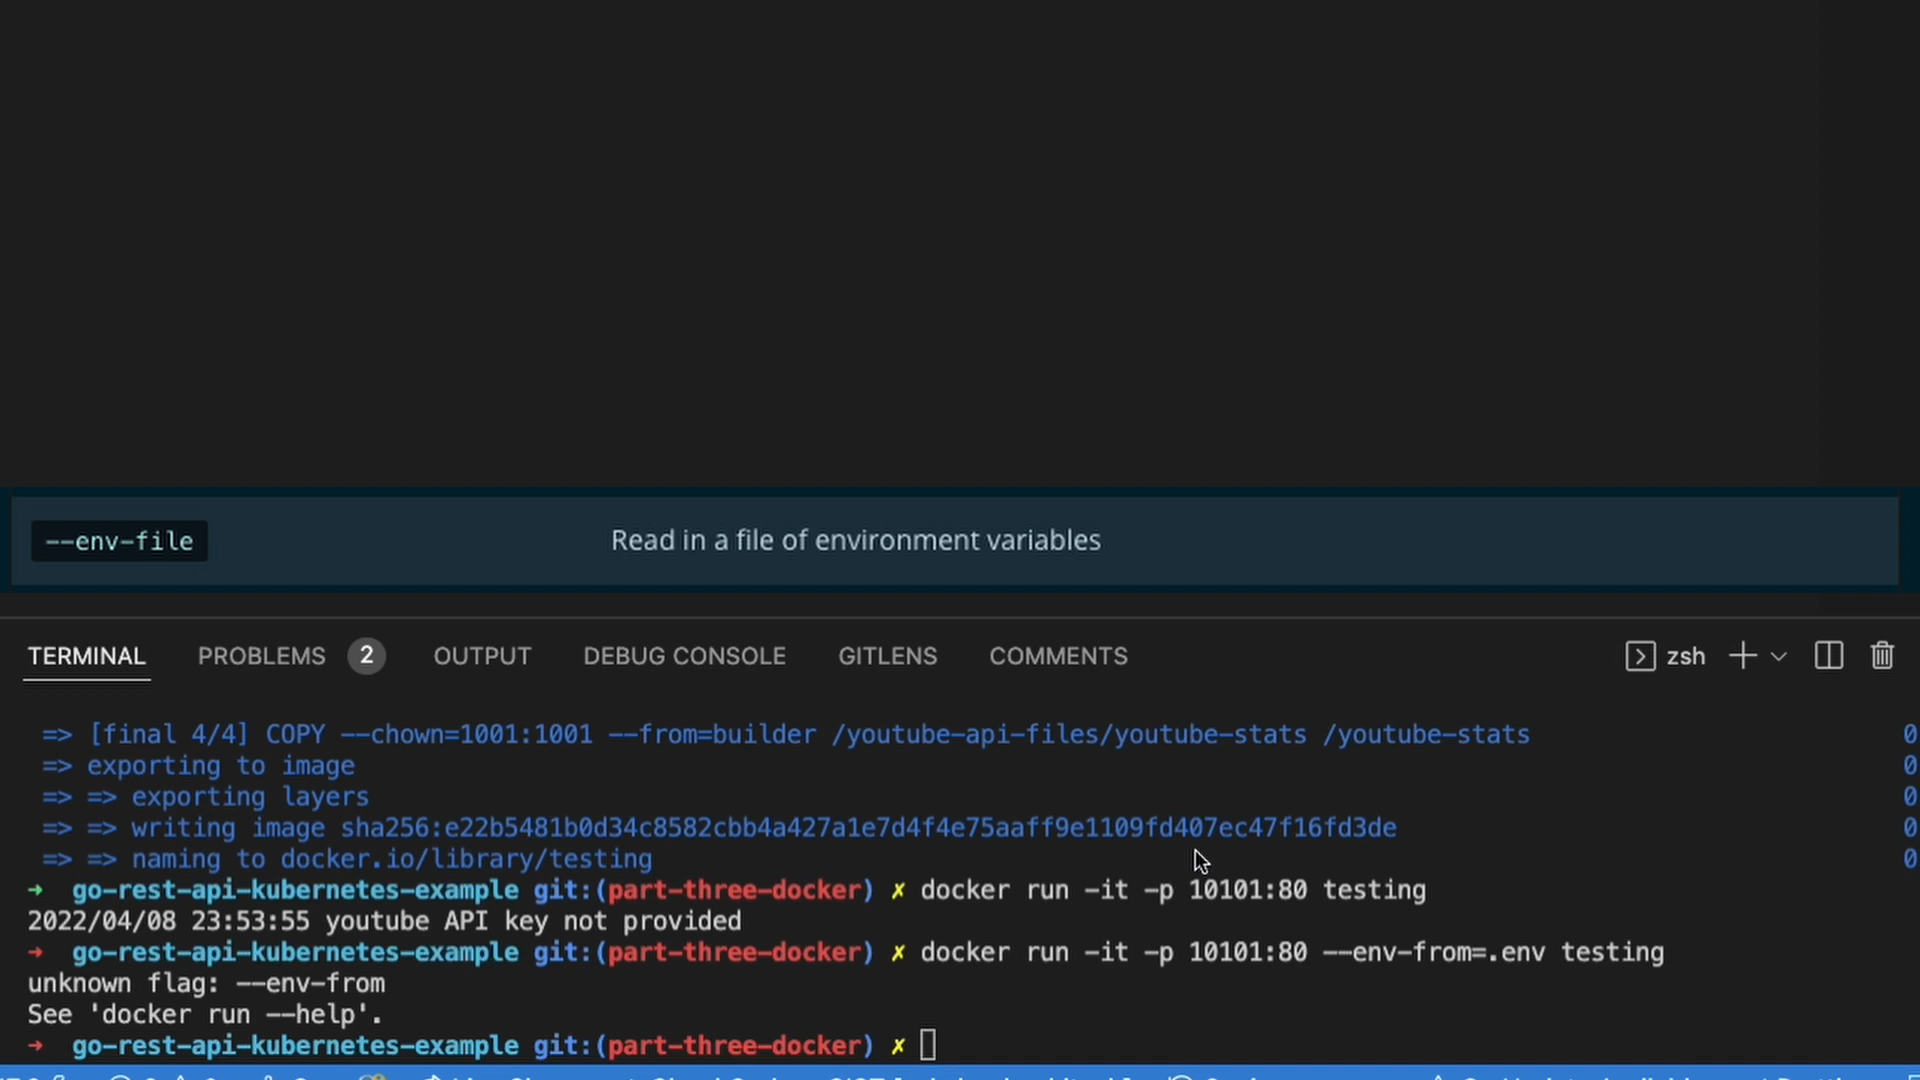 --env-file Read in a file of environment variables
TERMINAL PROBLEMS 2 OUTPUT DEBUG CONSOLE GITLENS COMMENTS zsh
=> [final 4/4] COPY --chown=1001:1001 --from=builder /youtube-api-files/youtube-stats /youtube-stats 0
=> exporting to image 0
=> => exporting layers 0
=> => writing image sha256:e22b5481b0d34c8582cbb4a427a1e7d4f4e75aaff9e1109fd407ec47f16fd3de 0
=> => naming to docker.io/library/testing 0
➜ go-rest-api-kubernetes-example git:(part-three-docker) ✗ docker run -it -p 10101:80 testing
2022/04/08 23:53:55 youtube API key not provided
➜ go-rest-api-kubernetes-example git:(part-three-docker) ✗ docker run -it -p 10101:80 --env-from=.env testing
unknown flag: --env-from
See 'docker run --help'.
➜ go-rest-api-kubernetes-example git:(part-three-docker) ✗